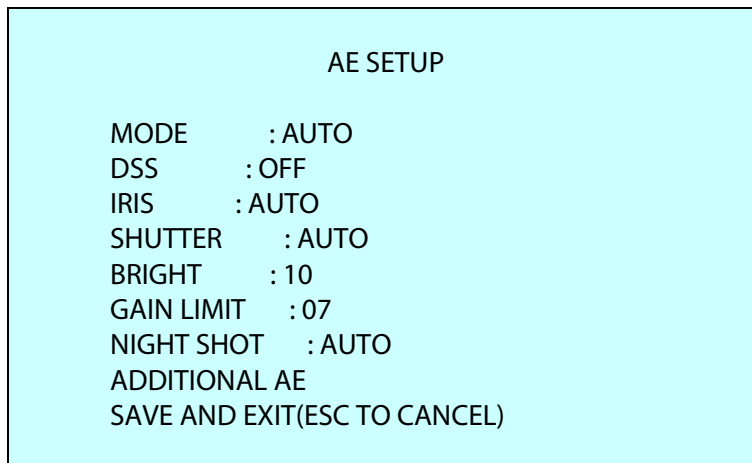 AE SETUP
MODE : AUTO
DSS : OFF
IRIS : AUTO
SHUTTER : AUTO
BRIGHT : 10
GAIN LIMIT : 07
NIGHT SHOT : AUTO
ADDITIONAL AE
SAVE AND EXIT(ESC TO CANCEL)